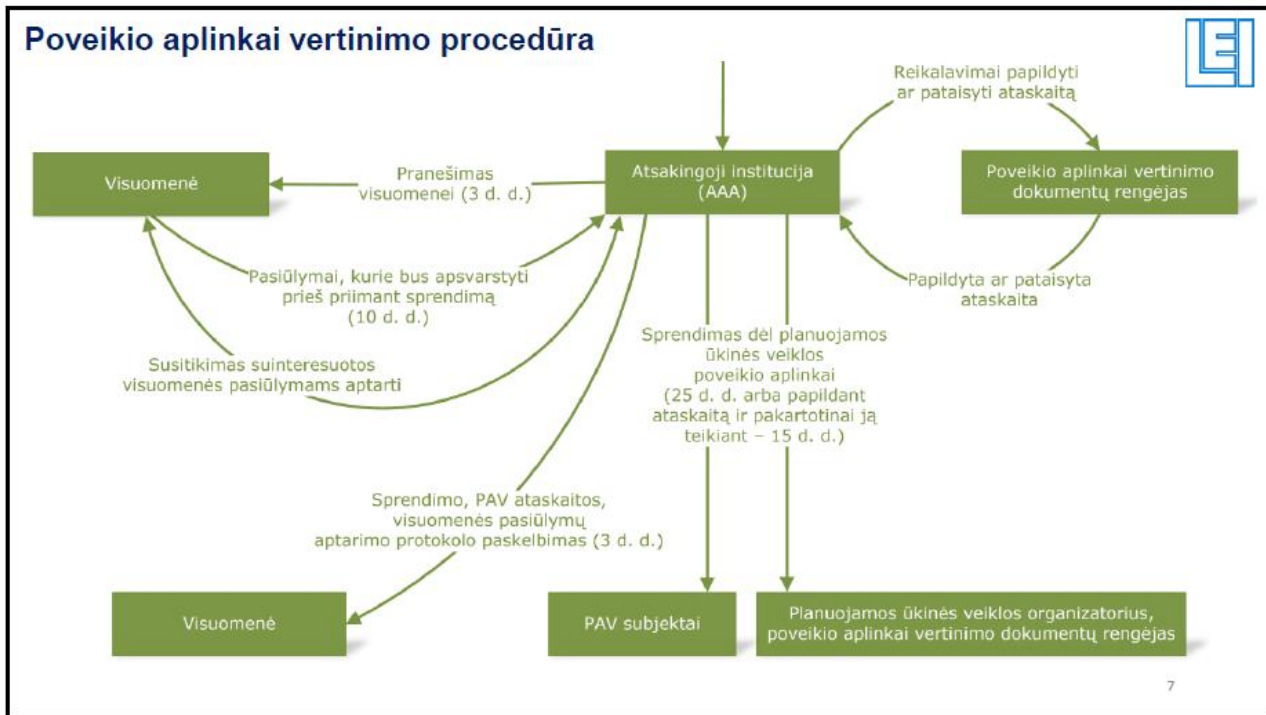 Poveikio aplinkai vertinimo procedūra
LEI
Reikalavimai papildyti
ar pataisyti ataskaitą
Visuomenė
Pranešimas
visuomenei (3 d. d.)
Atsakingoji institucija
(AAA)
Poveikio aplinkai vertinimo
dokumentų rengėjas
Pasiūlymai, kurie bus apsvarstyti
prieš priimant sprendimą
(10 d. d.)
Papildyta ar pataisyta
ataskaita
Susitikimas suinteresuotos
visuomenės pasiūlymams aptarti
Sprendimas dėl planuojamos
ūkinės veiklos
poveikio aplinkai
(25 d. d. arba papildant
ataskaitą ir pakartotinai ją
teikiant – 15 d. d.)
Sprendimo, PAV ataskaitos,
visuomenės pasiūlymų
aptarimo protokolo paskelbimas (3 d. d.)
Visuomenė
PAV subjektai
Planuojamos ūkinės veiklos organizatorius,
poveikio aplinkai vertinimo dokumentų rengėjas
7